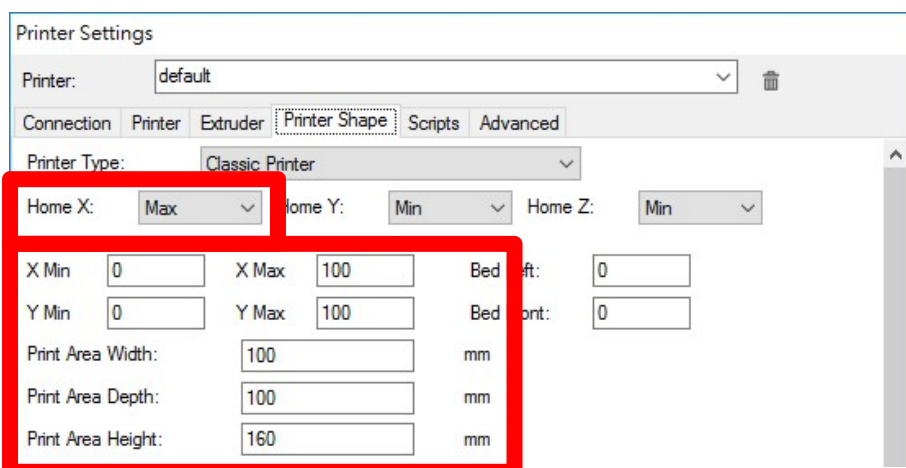 Printer Settings
Printer: default
Connection Printer Extruder Printer Shape Scripts Advanced
Printer Type: Classic Printer
Home X: Max Home Y: Min Home Z: Min
X Min 0 X Max 100 Bed Left: 0
Y Min 0 Y Max 100 Bed ont: 0
Print Area Width: 100 mm
Print Area Depth: 100 mm
Print Area Height: 160 mm